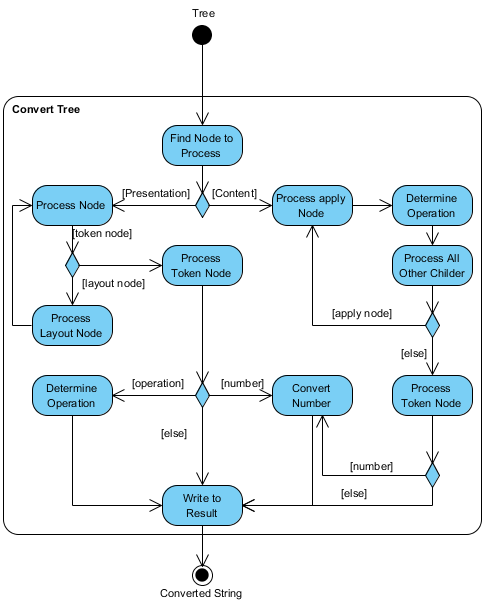 Tree
Convert Tree
Find Node to
Process
[Presentation]
[Content]
Process Node
Process apply
Node
Determine
Operation
[token node]
Process
Token Node
Process All
Other Childer
[layout node]
Process
Layout Node
[apply node]
[else]
Determine
Operation
[operation]
[number]
Convert
Number
Process
Token Node
[else]
[number]
[else]
Write to
Result
Converted String